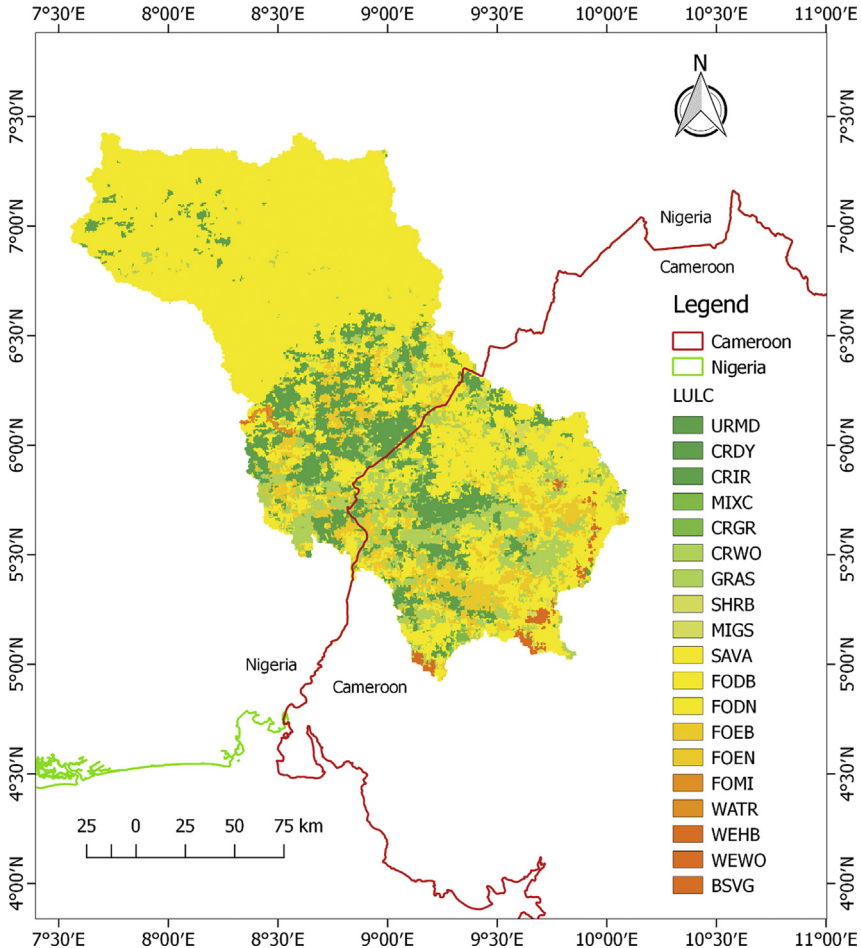 7°30'E 8°00'E 8°30'E 9°00'E 9°30'E 10°00'E 10°30'E 11°00'E
N
7°30'N 7°30'N
7°00'N 7°00'N
Nigeria
Cameroon
Legend
6°30'N 6°30'N
Cameroon
Nigeria
LULC
URMD
6°00'N 6°00'N
CRDY
CRIR
MIXC
CRGR
5°30'N 5°30'N
CRWO
GRAS
SHRB
MIGS
SAVA
5°00'N 5°00'N
Nigeria
Cameroon
FODB
FODN
FOEB
FOEN
4°30'N 4°30'N
FOMI
WATR
25 0 25 50 75 km
WEHB
WEWO
BSVG
4°00'N 4°00'N
7°30'E 8°00'E 8°30'E 9°00'E 9°30'E 10°00'E 10°30'E 11°00'E